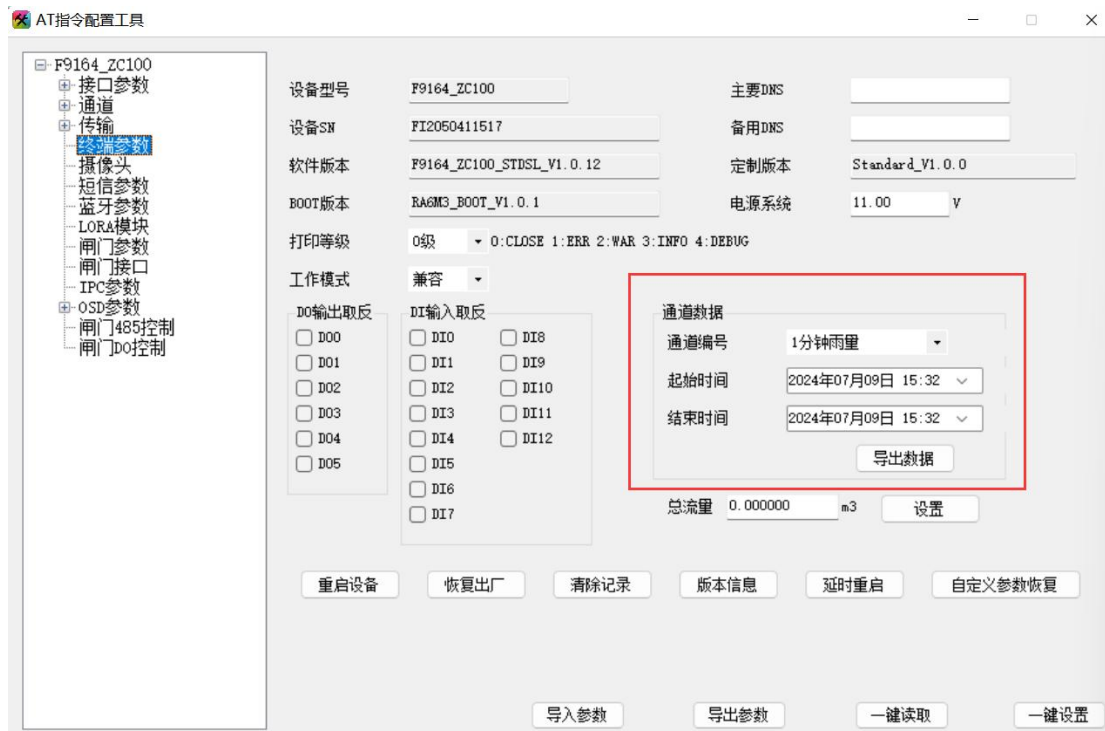 AT指令配置工具
F9164_ZC100
接口参数
通道
传输
终端参数
摄像头
短信参数
蓝牙参数
LORA模块
闸门参数
闸门接口
IPC参数
OSD参数
闸门485控制
闸门DO控制
设备型号 F9164_ZC100 主要DNS
设备SN FI2050411517 备用DNS
软件版本 F9164_ZC100_STDSL_V1.0.12 定制版本 Standard_V1.0.0
BOOT版本 RA6M3_BOOT_V1.0.1 电源系统 11.00 V
打印等级 0级 0:CLOSE 1:ERR 2:WAR 3:INFO 4:DEBUG
工作模式 兼容
DO输出取反 DI输入取反 通道数据
DO0 DI0 DI8 通道编号 1分钟雨量
DO1 DI1 DI9
DO2 DI2 DI10 起始时间 2024年07月09日 15:32
DO3 DI3 DI11 结束时间 2024年07月09日 15:32
DO4 DI4 DI12
DO5 DI5 导出数据
DI6
DI7 总流量 0.000000 m3 设置
重启设备 恢复出厂 清除记录 版本信息 延时重启 自定义参数恢复
导入参数 导出参数 一键读取 一键设置